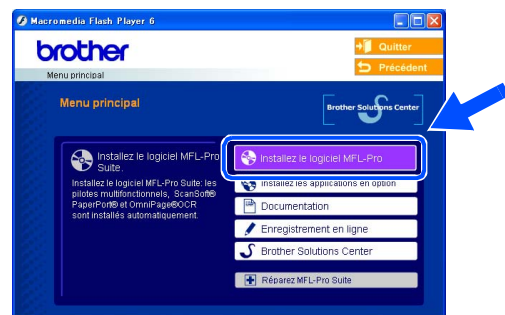 Macromedia Flash Player 6
brother
Quitter
Précédent
Menu principal
Menu principal
Brother Solutions Center
Installez le logiciel MFL-Pro
Suite.
Installez le logiciel MFL-Pro Suite: les
pilotes multifonctionnels, ScanSoft®
PaperPort® et OmniPage®OCR
sont installés automatiquement.
Installez le logiciel MFL-Pro
Installez les applications en option
Documentation
Enregistrement en ligne
Brother Solutions Center
Réparez MFL-Pro Suite